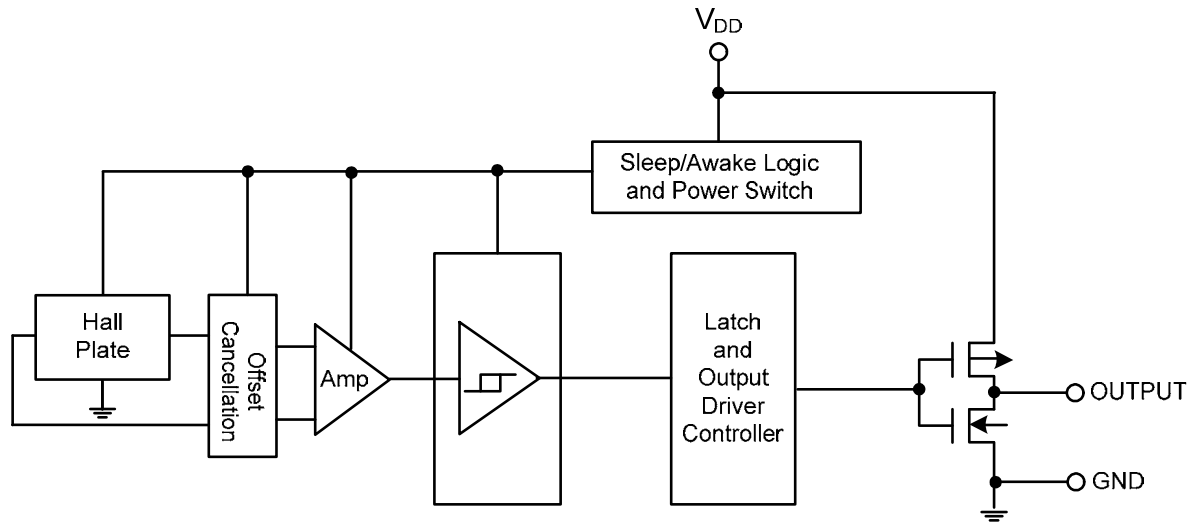 VDD
Sleep/Awake Logic
and Power Switch
Hall
Plate
Offset
Cancellation
Amp
Latch
and
Output
Driver
Controller
OUTPUT
GND